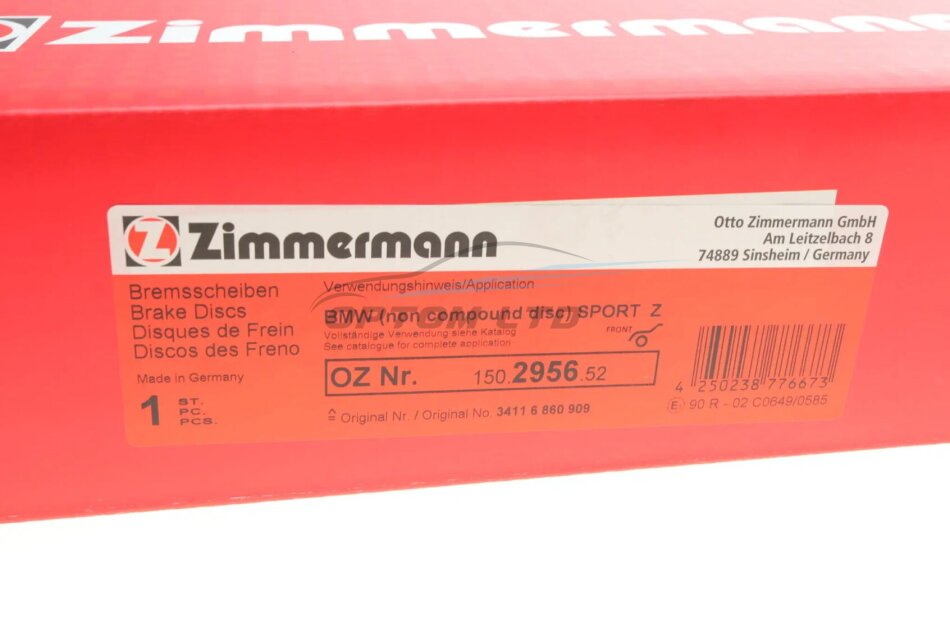 Zimmermann
Z Zimmermann
Otto Zimmermann GmbH
Am Leitzelbach 8
74889 Sinsheim / Germany
Bremsscheiben
Brake Discs
Disques de Frein
Discos des Freno
Made in Germany
1 ST.
PC.
PCS.
Verwendungshinweis/Application
BMW (non compound disc) SPORT Z
OPTOM LTD
Vollständige Verwendung siehe Katalog
See catalogue for complete application
FRONT
OZ Nr. 150.2956.52
≙ Original Nr. / Original No. 3411 6 860 909
4 250238 776673
E1 90 R - 02 C0649/0585